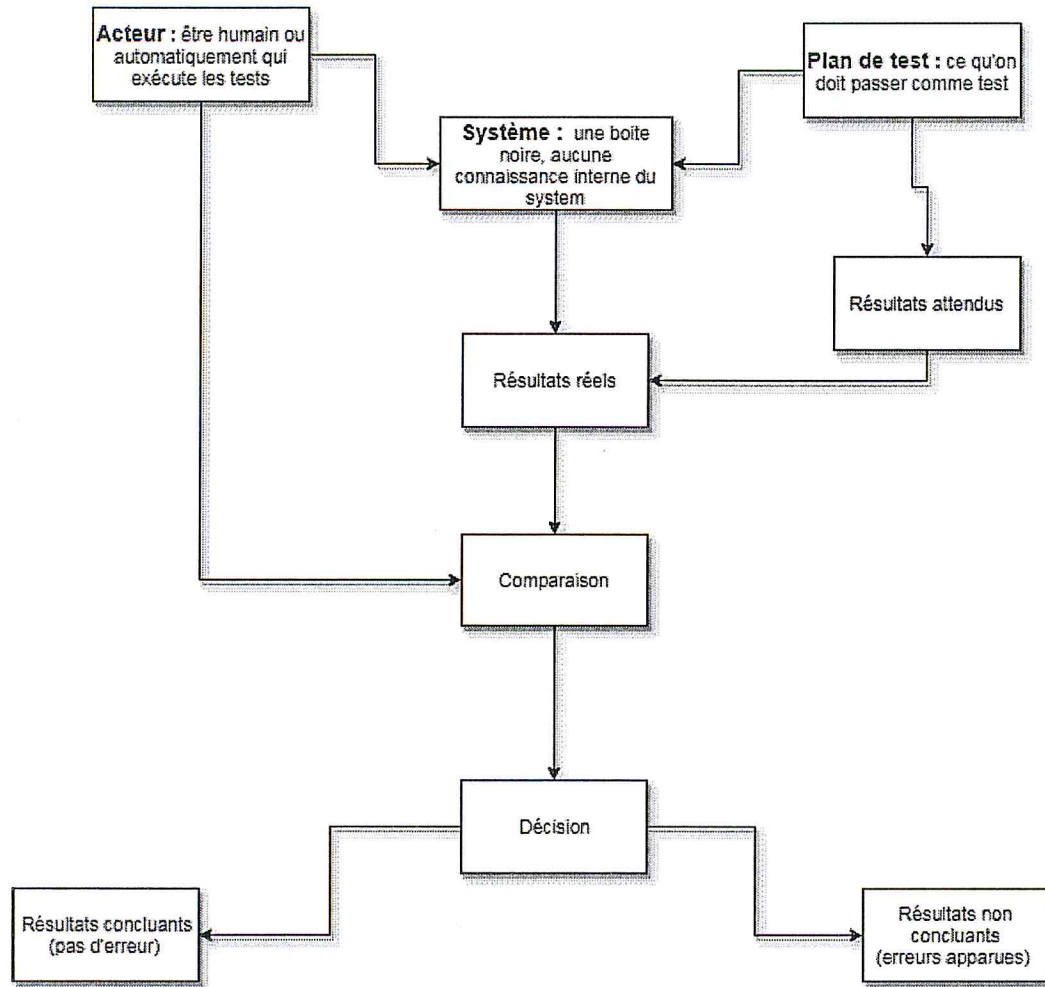 Acteur : être humain ou
automatiquement qui
exécute les tests
Plan de test : ce qu'on
doit passer comme test
Système : une boite
noire, aucune
connaissance interne du
system
Résultats attendus
Résultats réels
Comparaison
Décision
Résultats concluants
(pas d'erreur)
Résultats non
concluants
(erreurs apparues)